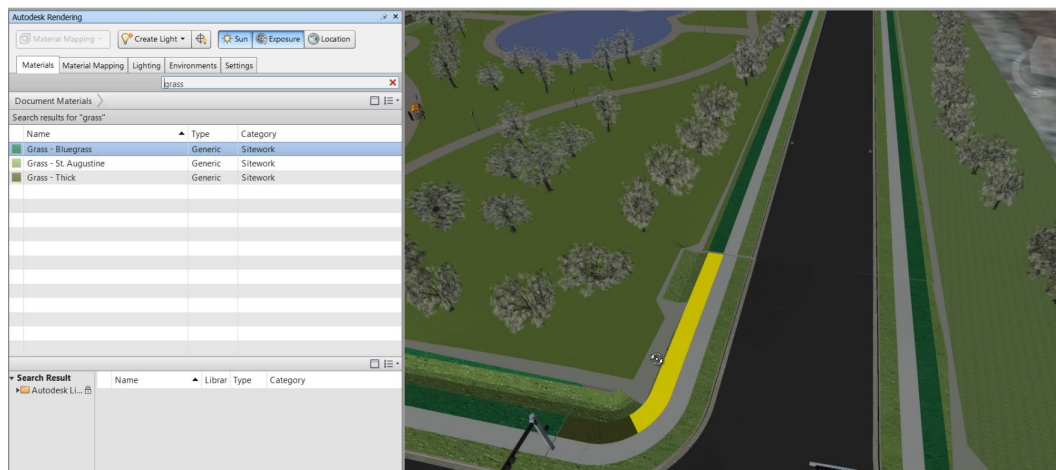 Autodesk Rendering
Material Mapping Create Light Sun Exposure Location
Materials Material Mapping Lighting Environments Settings
grass
Document Materials
Search results for "grass"
Name Type Category
Grass - Bluegrass Generic Sitework
Grass - St. Augustine Generic Sitework
Grass - Thick Generic Sitework
Search Result Name Librar Type Category
Autodesk Li...